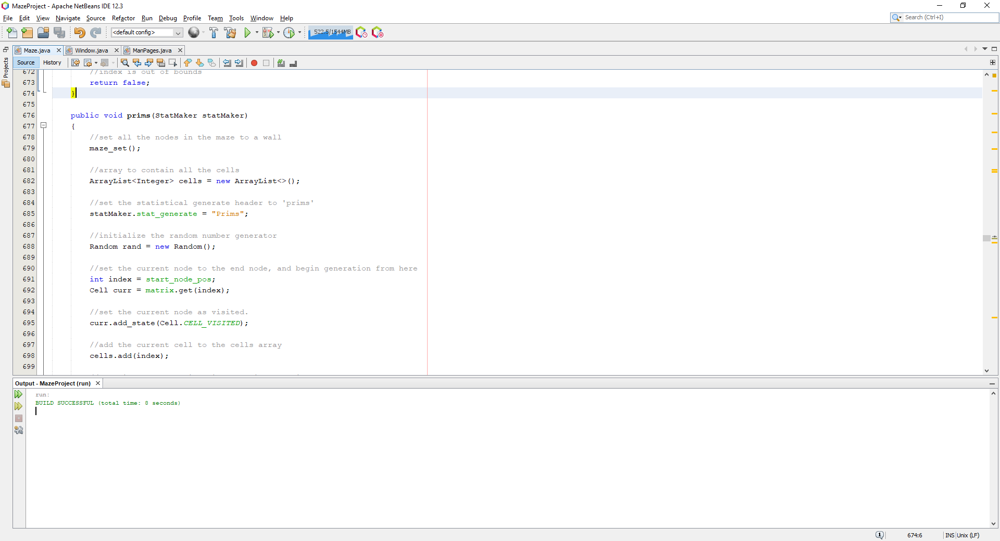 MazeProject - Apache NetBeans IDE 12.3
File Edit View Navigate Source Refactor Run Debug Profile Team Tools Window Help
Search (Ctrl+I)
<default config>
522.5/1544MB
Projects
Maze.java
Window.java
ManPages.java
Source History
672 //index is out of bounds
673 return false;
674 }
675
676 public void prims(StatMaker statMaker)
677 {
678 //set all the nodes in the maze to a wall
679 maze_set();
680
681 //array to contain all the cells
682 ArrayList<Integer> cells = new ArrayList<>();
683
684 //set the statistical generate header to 'prims'
685 statMaker.stat_generate = "Prims";
686
687 //initialize the random number generator
688 Random rand = new Random();
689
690 //set the current node to the end node, and begin generation from here
691 int index = start_node_pos;
692 Cell curr = matrix.get(index);
693
694 //set the current node as visited.
695 curr.add_state(Cell.CELL_VISITED);
696
697 //add the current cell to the cells array
698 cells.add(index);
699
Output - MazeProject (run)
run:
BUILD SUCCESSFUL (total time: 8 seconds)
1
674:6
INS
Unix (LF)